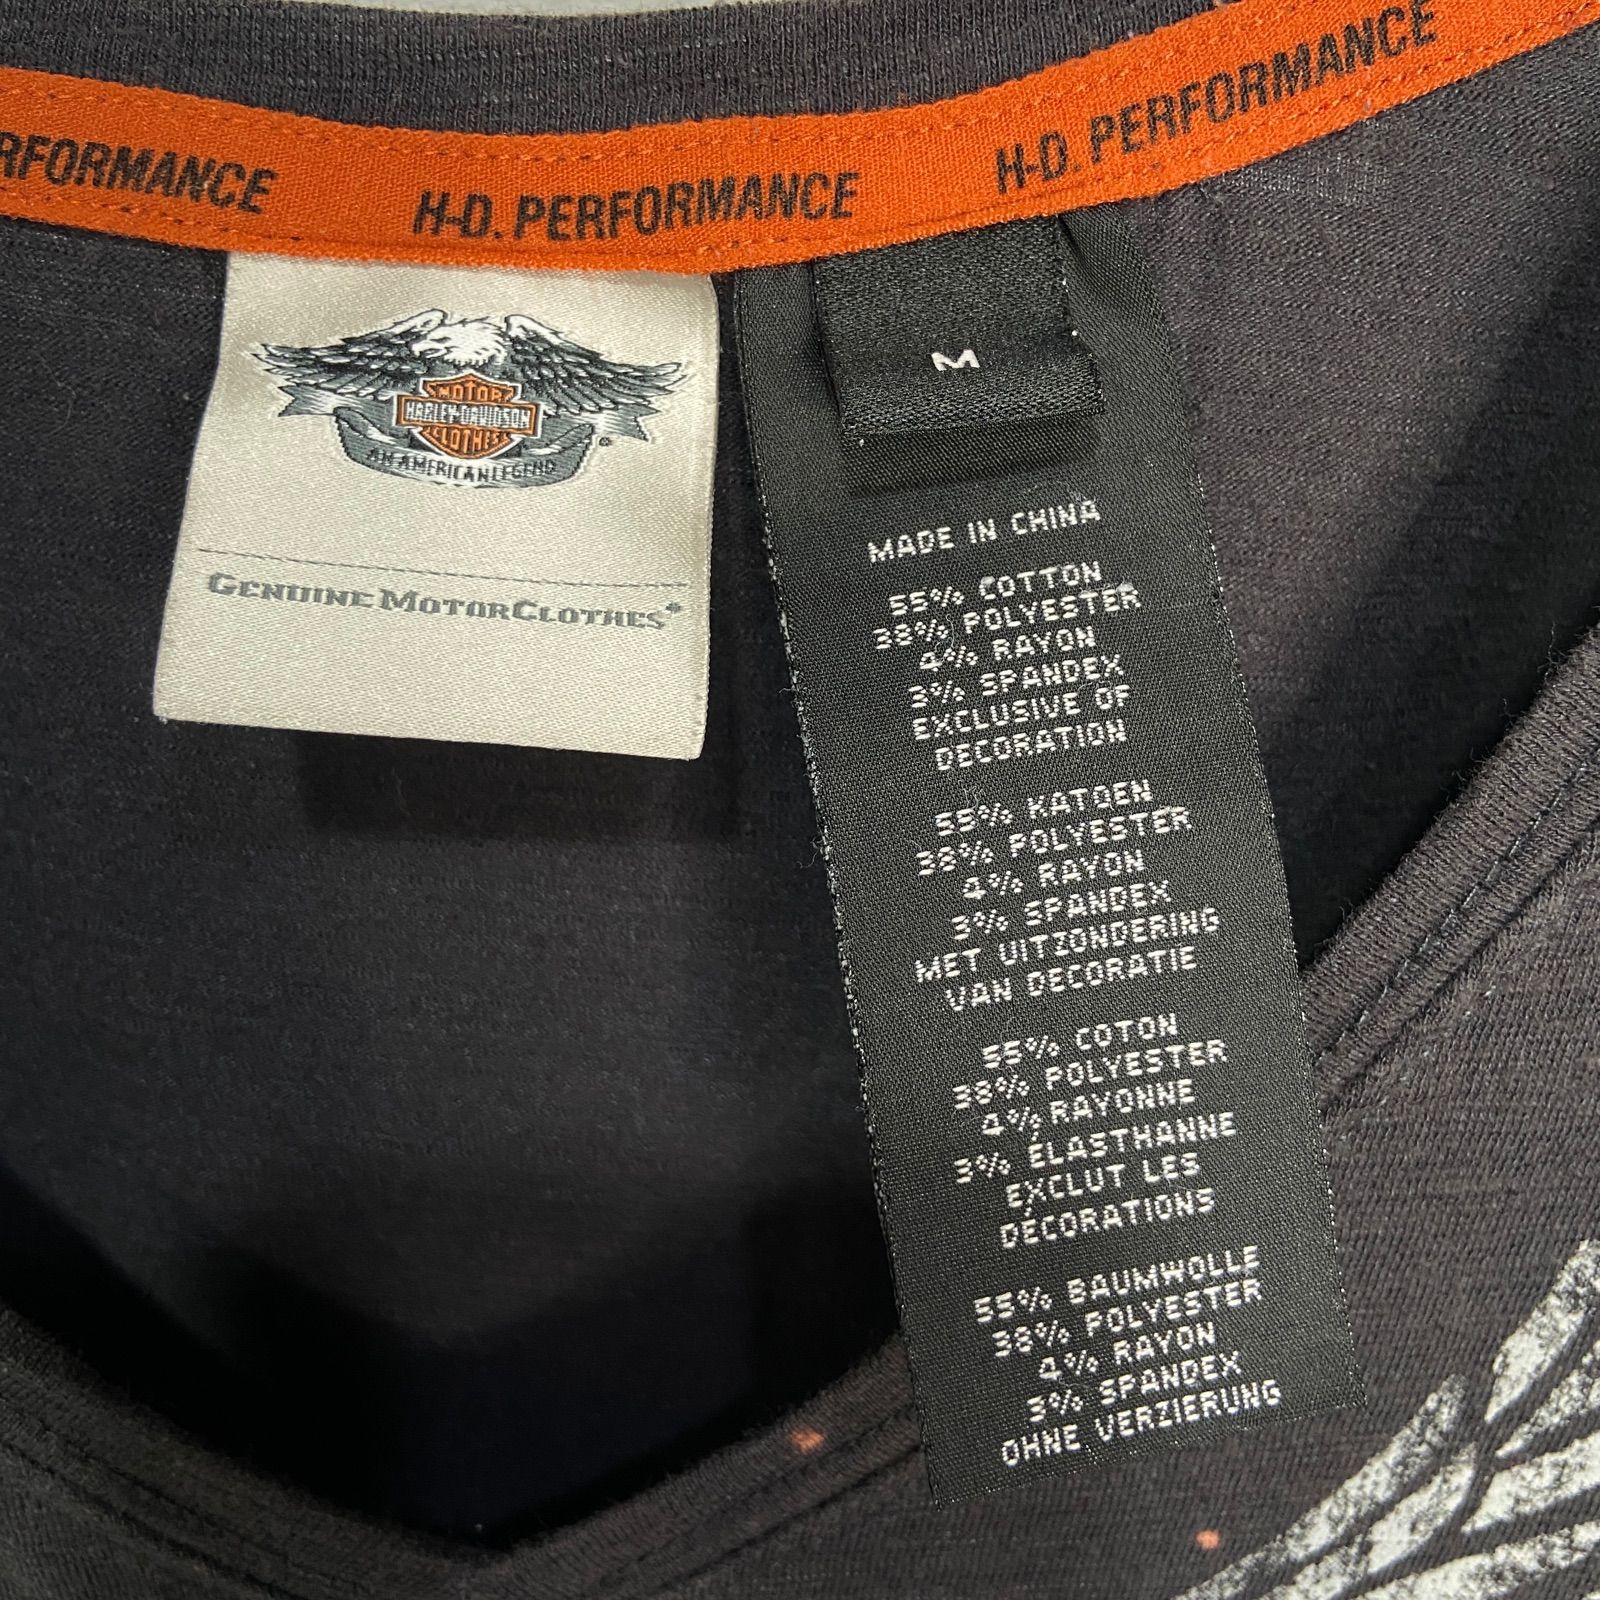 RFORMANCE
H-D. PERFORMANCE
H-D. PERFORMANCE
MOTOR
HARLEY-DAVIDSON
CLOTHES
AN AMERICAN LEGEND
GENUINE MOTORCLOTHES®
M
MADE IN CHINA
55% COTTON
38% POLYESTER
4% RAYON
3% SPANDEX
EXCLUSIVE OF
DECORATION
55% KATOEN
38% POLYESTER
4% RAYON
3% SPANDEX
MET UITZONDERING
VAN DECORATIE
55% COTON
38% POLYESTER
4% RAYONNE
3% ÉLASTHANNE
EXCLUT LES
DÉCORATIONS
55% BAUMWOLLE
38% POLYESTER
4% RAYON
3% SPANDEX
OHNE VERZIERUNG